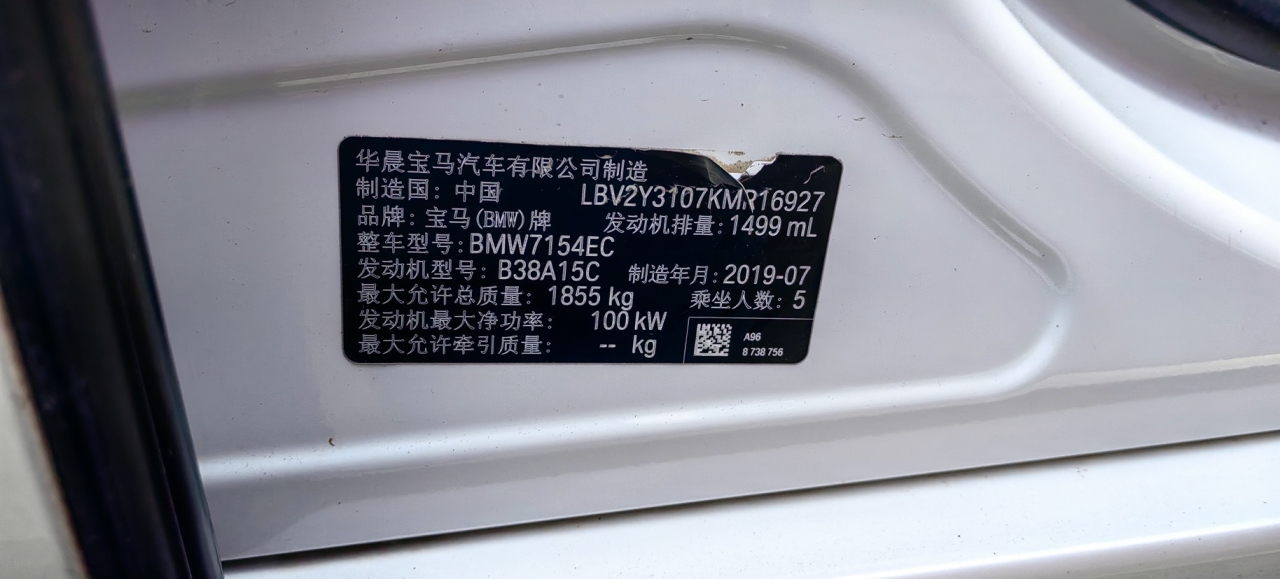 华晨宝马汽车有限公司制造
制造国：中国 LBV2Y3107KMR16927
品牌：宝马(BMW)牌 发动机排量：1499 mL
整车型号：BMW7154EC
发动机型号：B38A15C 制造年月：2019-07
最大允许总质量：1855 kg 乘坐人数：5
发动机最大净功率：100 kW
最大允许牵引质量：-- kg
A96
8 738 756